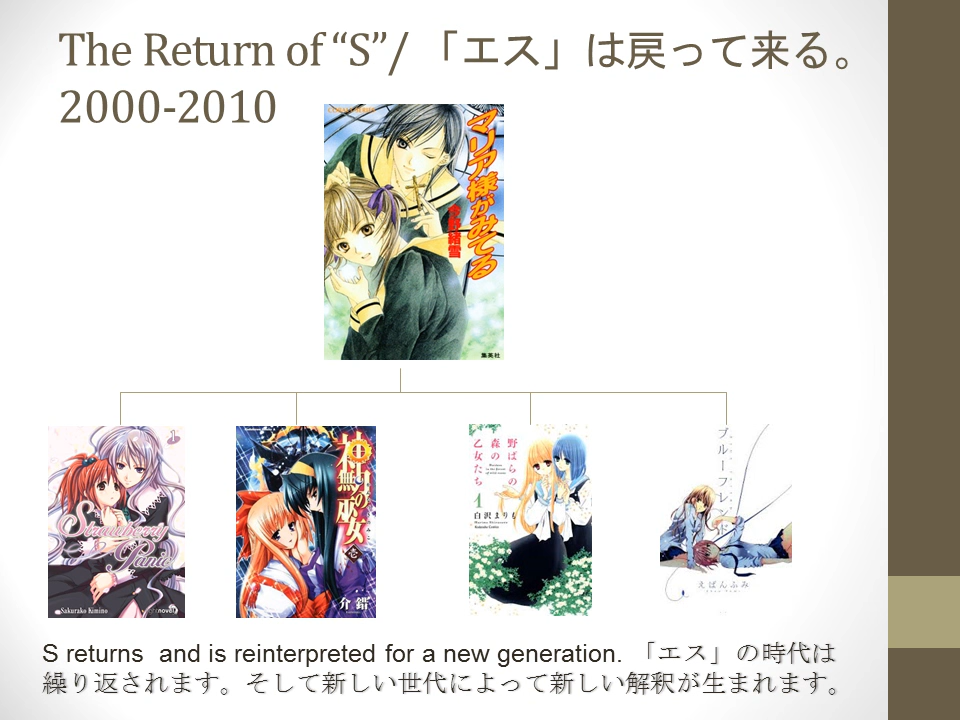 The Return of “S”/ 「エス」は戻って来る。
2000-2010
マリア様がみてる
今野緒雪
集英社
1
Strawberry
Panic
Sakurako Kimino
novel
神無の巫女
壱
介錯
野ばらの
森の
乙女たち
1
白沢まりも
ブルーフレンド
えばんふみ
S returns  and is reinterpreted for a new generation. 「エス」の時代は
繰り返されます。そして新しい世代によって新しい解釈が生まれます。